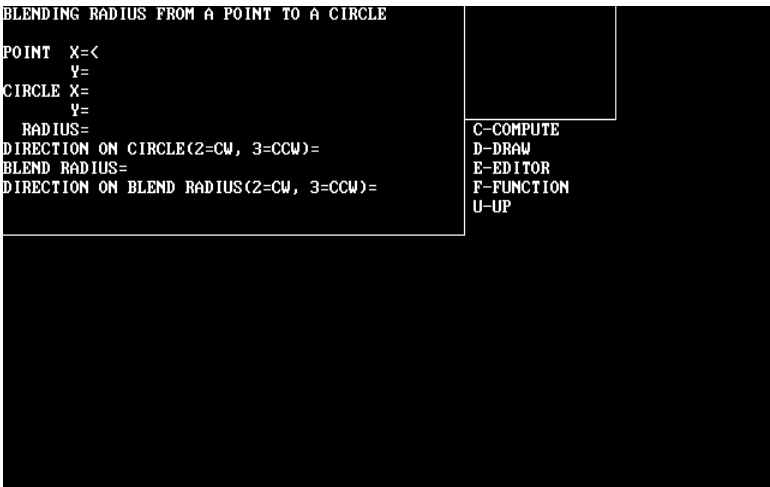 BLENDING RADIUS FROM A POINT TO A CIRCLE
POINT  X=<
       Y=
CIRCLE X=
       Y=
  RADIUS=
DIRECTION ON CIRCLE(2=CW, 3=CCW)=
BLEND RADIUS=
DIRECTION ON BLEND RADIUS(2=CW, 3=CCW)=
C-COMPUTE
D-DRAW
E-EDITOR
F-FUNCTION
U-UP